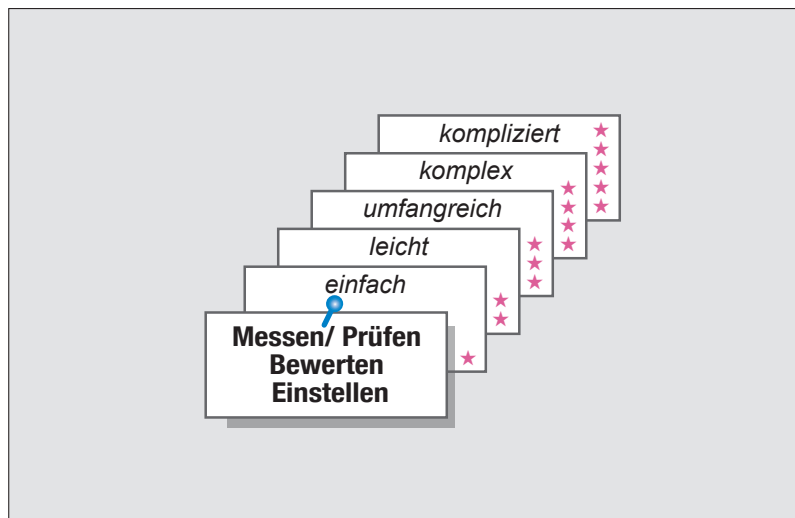 kompliziert
komplex
umfangreich
leicht
einfach
Messen/ Prüfen
Bewerten
Einstellen